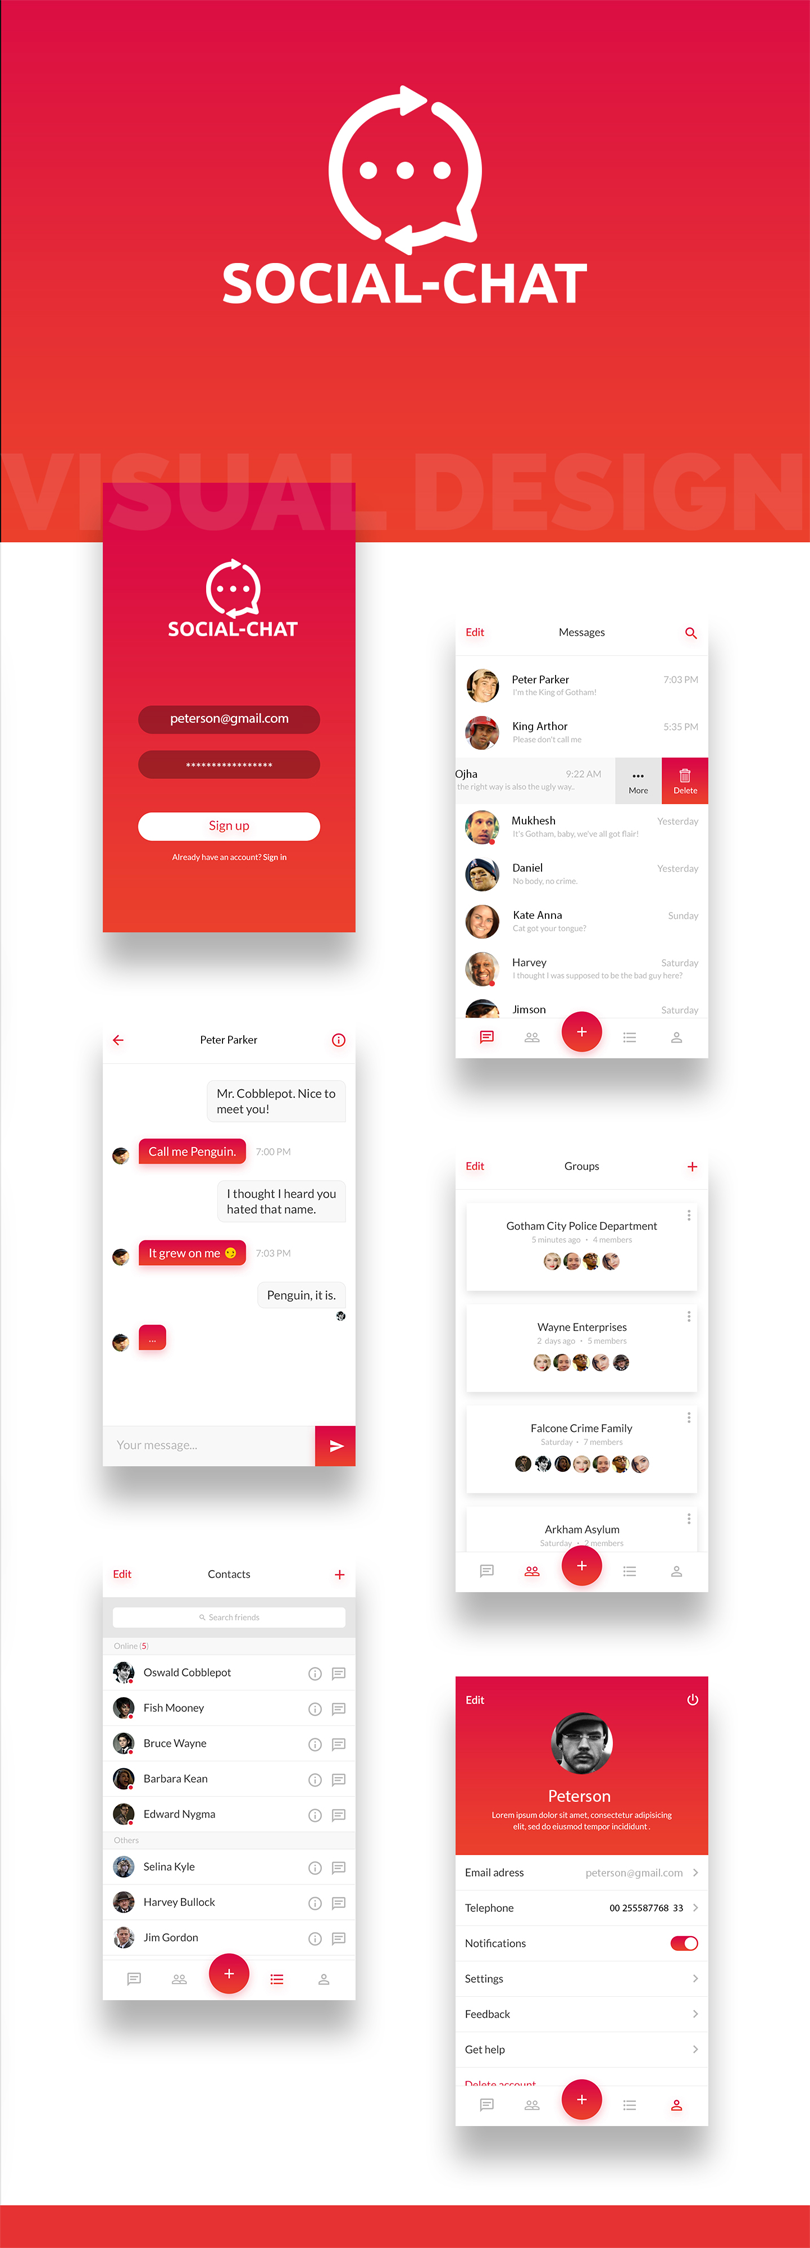 SOCIAL-CHAT
VISUAL DESIGN
SOCIAL-CHAT
peterson@gmail.com
*****************
Sign up
Already have an account? Sign in
Edit Messages
Peter Parker 7:03 PM
I'm the King of Gotham!
King Arthor 5:35 PM
Please don't call me
Ojha 9:22 AM
the right way is also the ugly way..
More Delete
Mukhesh Yesterday
It's Gotham, baby, we've all got flair!
Daniel Yesterday
No body, no crime.
Kate Anna Sunday
Cat got your tongue?
Harvey Saturday
I thought I was supposed to be the bad guy here?
Jimson Saturday
Peter Parker
Mr. Cobblepot. Nice to
meet you!
Call me Penguin. 7:00 PM
I thought I heard you
hated that name.
It grew on me 😏 7:03 PM
Penguin, it is.
...
Your message...
Edit Groups +
Gotham City Police Department
5 minutes ago • 4 members
Wayne Enterprises
2 days ago • 5 members
Falcone Crime Family
Saturday • 7 members
Arkham Asylum
Saturday • 2 members
Edit Contacts +
Search friends
Online (5)
Oswald Cobblepot
Fish Mooney
Bruce Wayne
Barbara Kean
Edward Nygma
Others
Selina Kyle
Harvey Bullock
Jim Gordon
Edit
Peterson
Lorem ipsum dolor sit amet, consectetur adipisicing
elit, sed do eiusmod tempor incididunt .
Email adress peterson@gmail.com
Telephone 00 255587768 33
Notifications
Settings
Feedback
Get help
Delete account